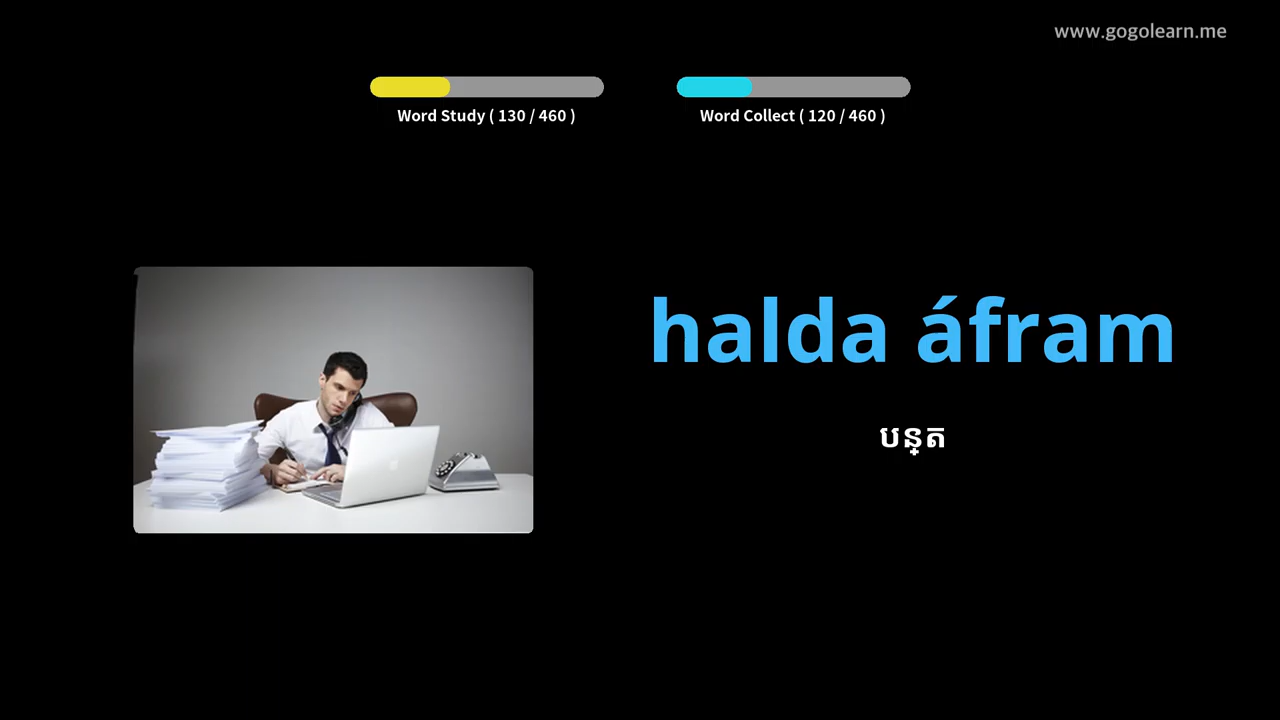 www.gogolearn.me
Word Study ( 130 / 460 )
Word Collect ( 120 / 460 )
halda áfram
បន្ត